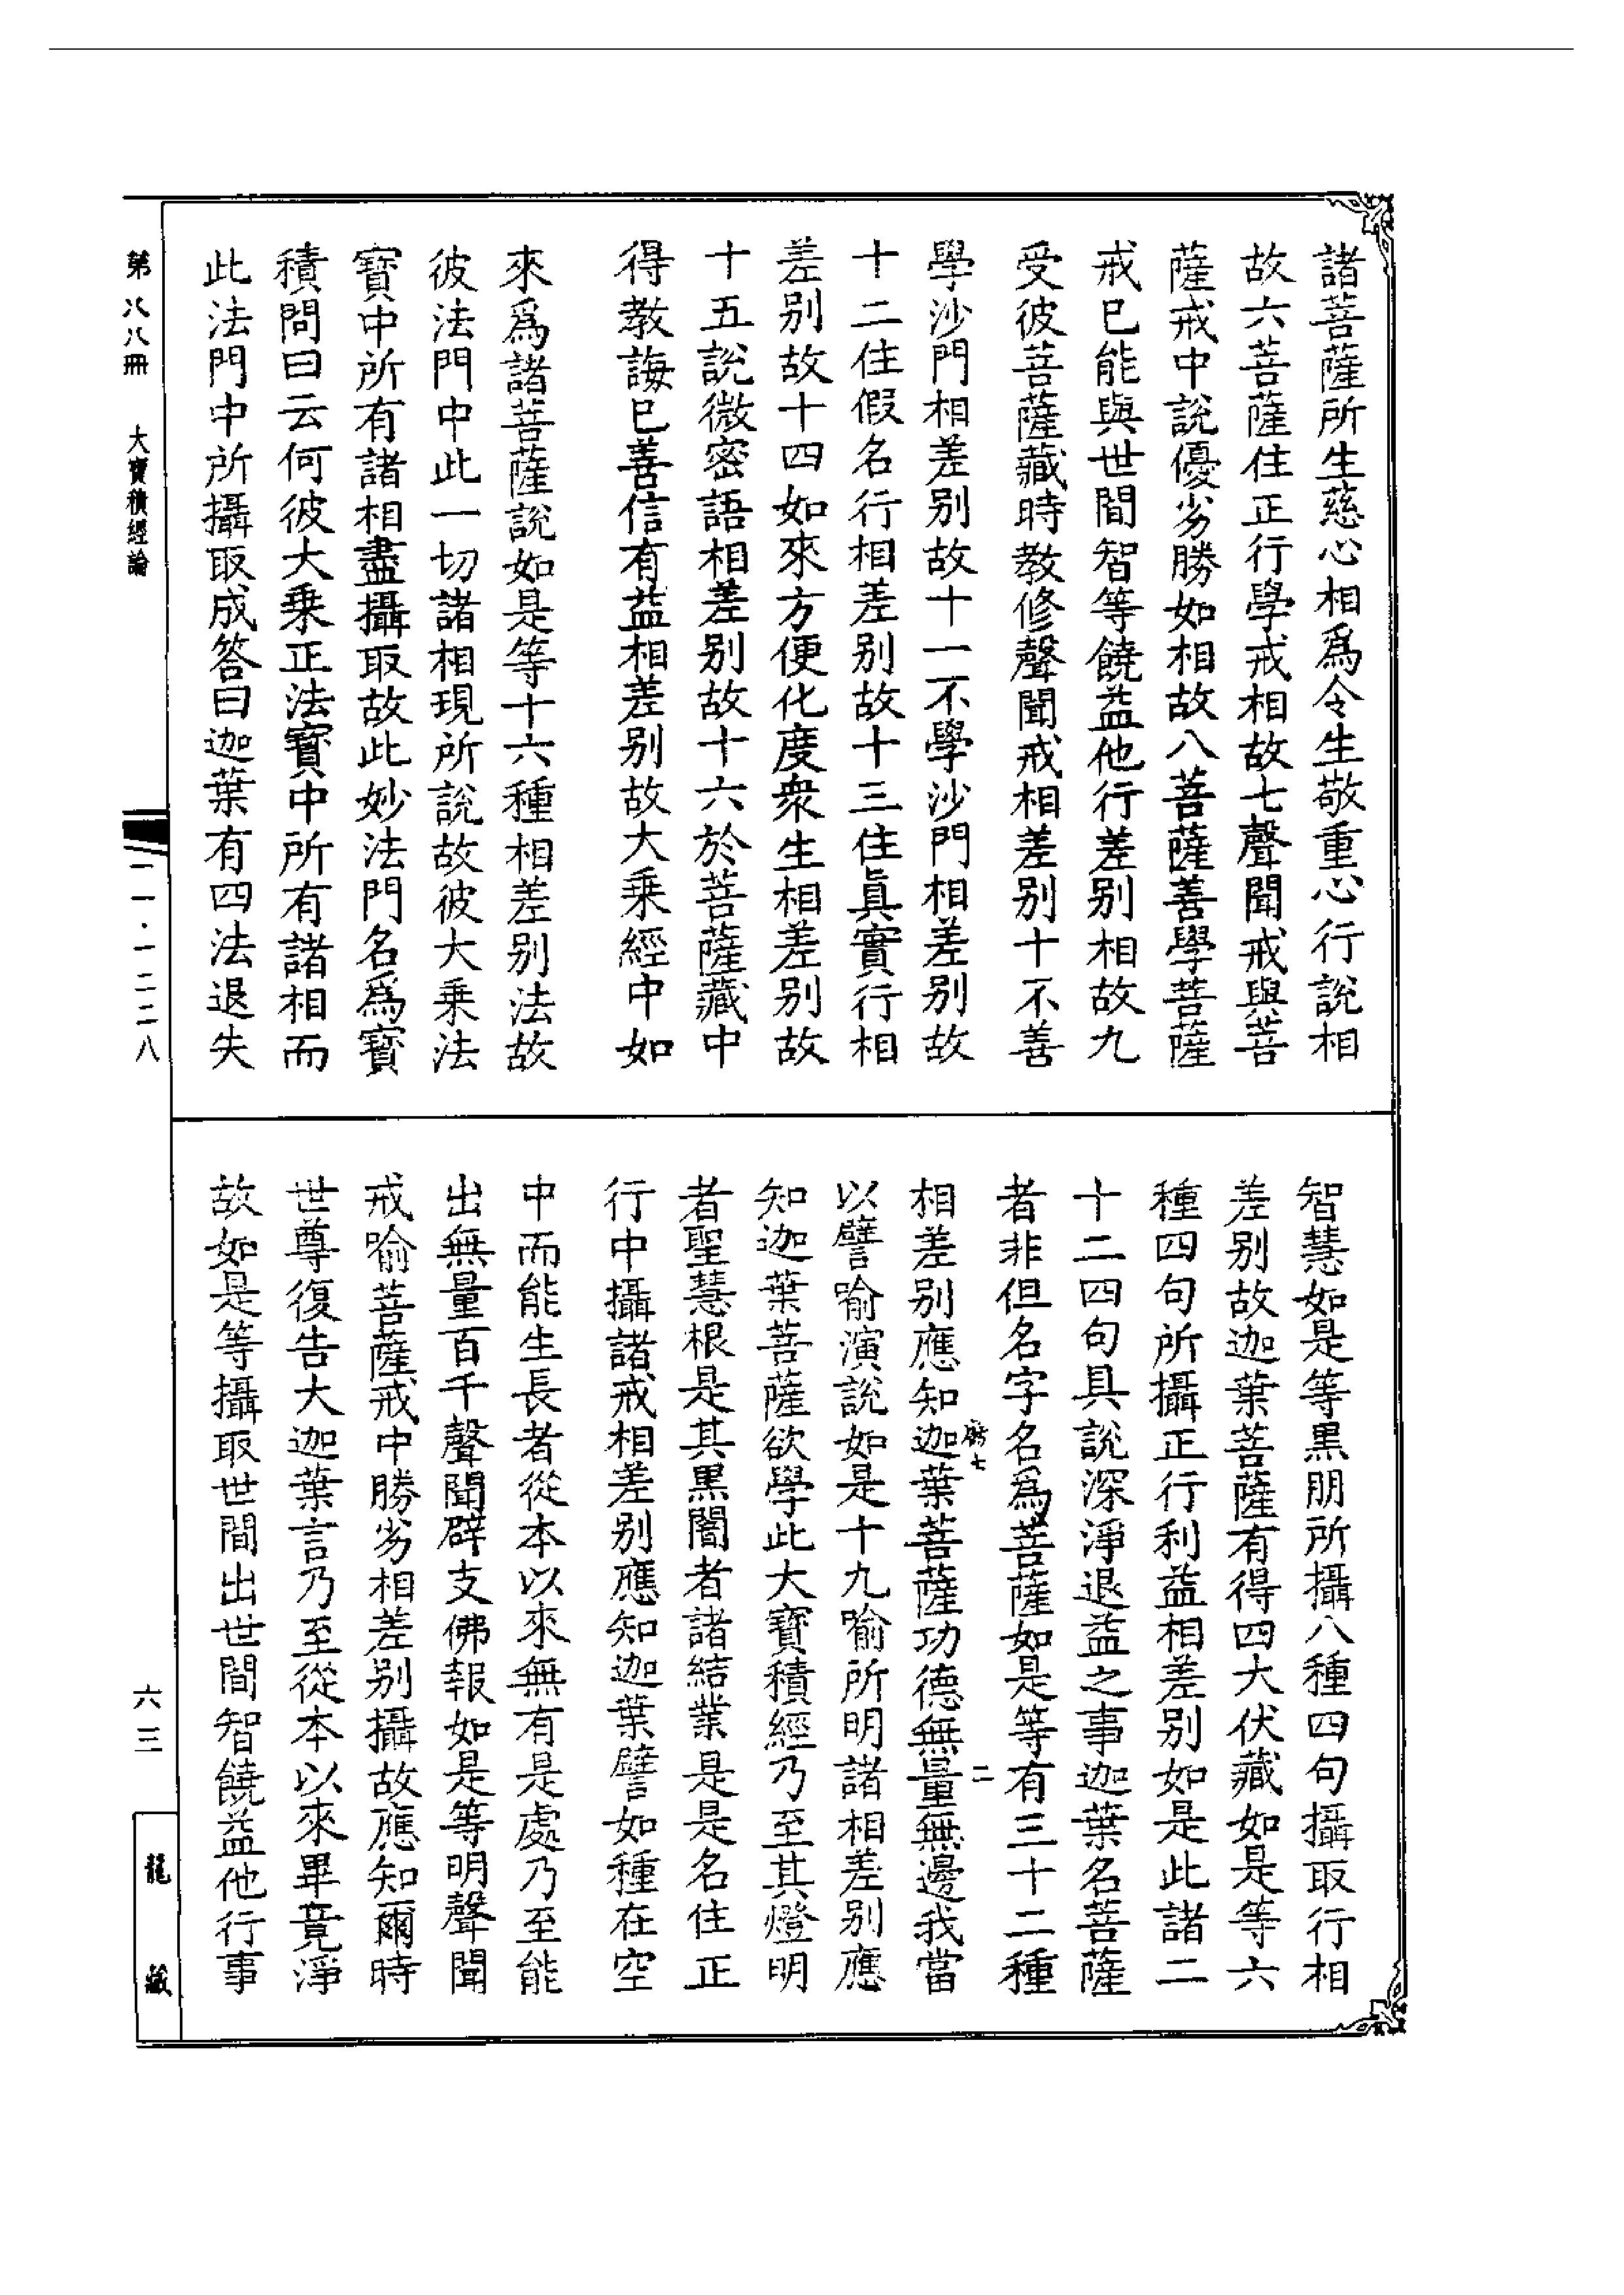 諸菩薩所生慈心相爲令生敬重心行說相
故六菩薩住正行學戒相故七聲聞戒與菩
薩戒中說優劣勝如相故八菩薩善學菩薩
戒巳能與世間智等饒益他行差别相故九
受彼菩薩藏時教修聲聞戒相差别十不善
學沙門相差别故十一不學沙門相差别故
十二住假名行相差别故十三住眞實行相
差别故十四如來方便化度衆生相差别故
十五說微密語相差别故十六於菩薩藏中
得教誨巳善信有益相差别故大乘經中如
來爲諸菩薩說如是等十六種相差别法故
彼法門中此一切諸相現所說故彼大乘法
寶中所有諸相盡攝取故此妙法門名爲寶
積問曰云何彼大乘正法寶中所有諸相而
此法門中所攝取成答曰迦葉有四法退失
智慧如是等黑朋所攝八種四句攝取行相
差别故迦葉菩薩有得四大伏藏如是等六
種四句所攝正行利益相差别如是此諸二
十二四句具說深淨退益之事迦葉名菩薩
者非但名字名爲菩薩如是等有三十二種
相差别應知迦葉菩薩功德無量無邊我當
以譬喻演說如是十九喻所明諸相差别應
知迦葉菩薩欲學此大寶積經乃至其燈明
者聖慧根是其黑闇者諸結業是是名住正
行中攝諸戒相差别應知迦葉譬如種在空
中而能生長者從本以來無有是處乃至能
出無量百千聲聞辟支佛報如是等明聲聞
戒喻菩薩戒中勝劣相差别攝故應知爾時
世尊復告大迦葉言乃至從本以來畢竟淨
故如是等攝取世間出世間智饒益他行事
二
第八八冊 大寶積經論
二一·一二二八
六三
龍藏